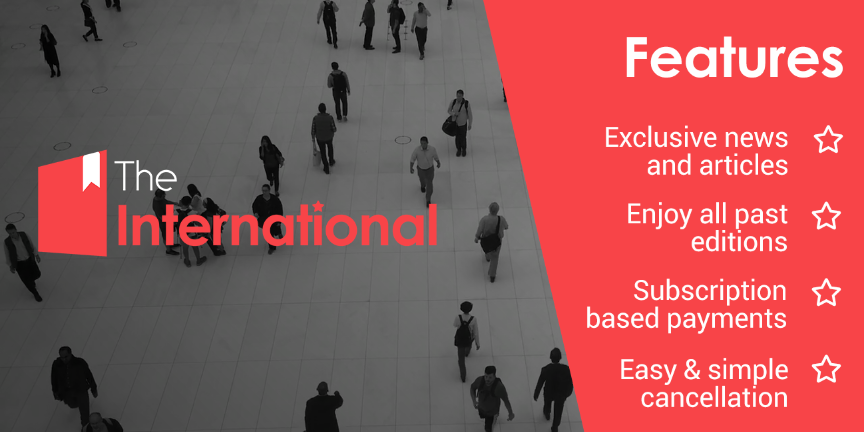 The
International
Features
Exclusive news
and articles
Enjoy all past
editions
Subscription
based payments
Easy & simple
cancellation